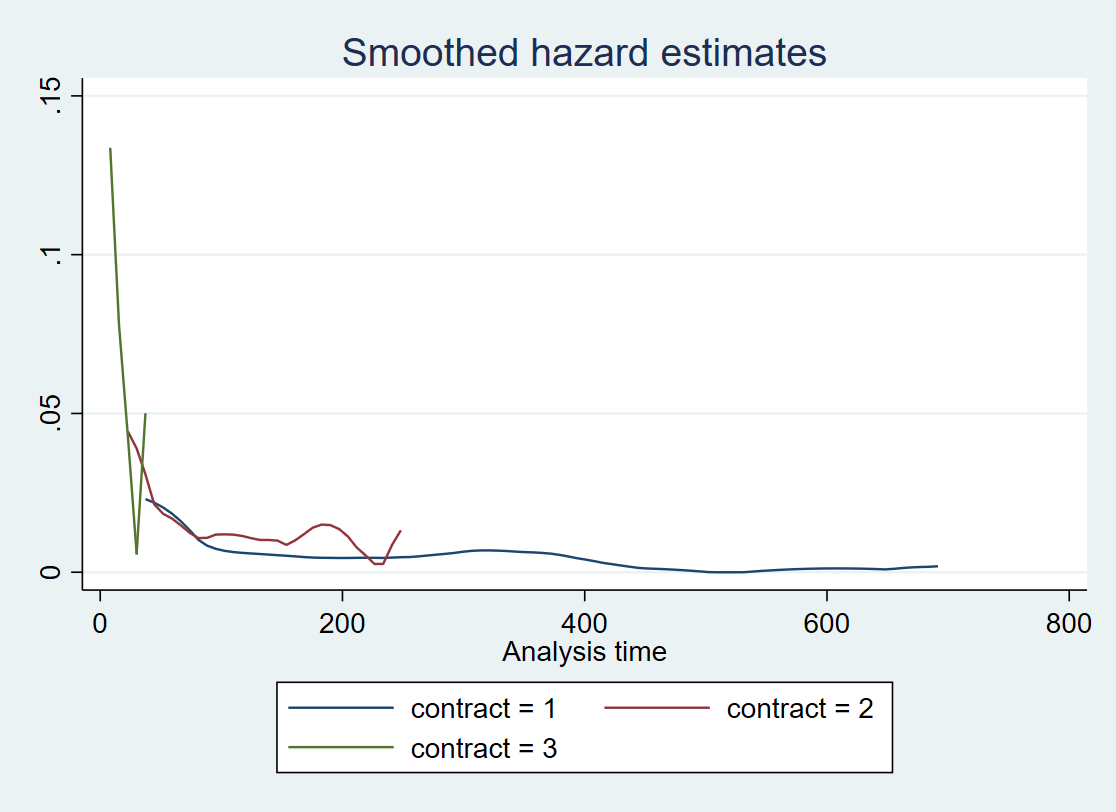 Smoothed hazard estimates
.15
.1
.05
0
0 200 400 600 800
Analysis time
contract = 1 contract = 2
contract = 3